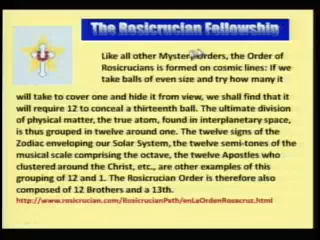 The Rosicrucian Fellowship
Like all other Mystery Orders, the Order of
Rosicrucians is formed on cosmic lines: If we
take balls of even size and try how many it
will take to cover one and hide it from view, we shall find that it
will require 12 to conceal a thirteenth ball. The ultimate division
of physical matter, the true atom, found in interplanetary space,
is thus grouped in twelve around one. The twelve signs of the
Zodiac enveloping our Solar System, the twelve semi-tones of the
musical scale comprising the octave, the twelve Apostles who
clustered around the Christ, etc., are other examples of this
grouping of 12 and 1. The Rosicrucian Order is therefore also
composed of 12 Brothers and a 13th.
http://www.rosicrucian.com/RosicrucianPath/enLaOrdenRosacruz.html